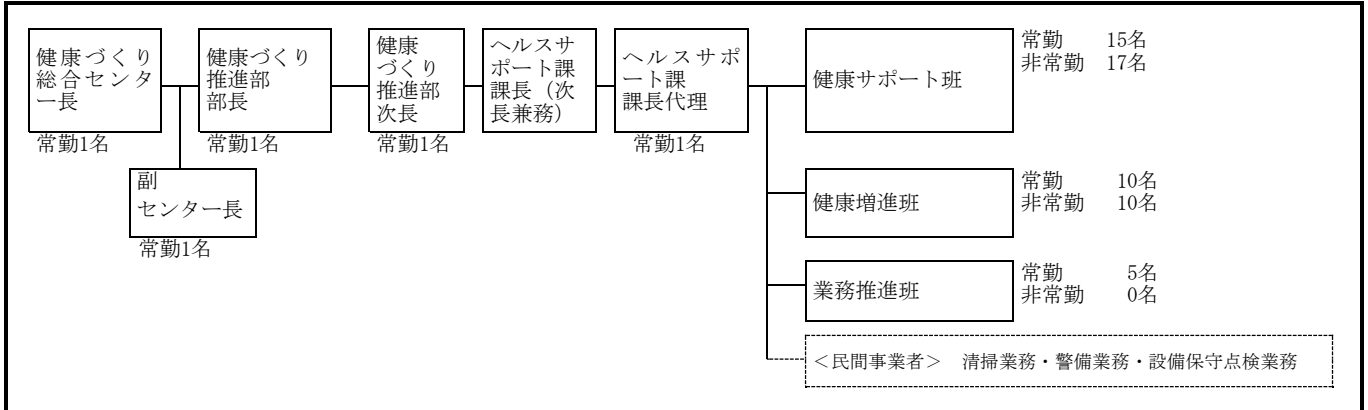 健康づくり
総合センタ
ー長
常勤1名
副
センター長
常勤1名
健康づくり
推進部
部長
常勤1名
健康
づくり
推進部
次長
常勤1名
ヘルスサ
ポート課
課長（次
長兼務）
ヘルスサポ
ート課
課長代理
常勤1名
健康サポート班
常勤 15名
非常勤 17名
健康増進班
常勤 10名
非常勤 10名
業務推進班
常勤 5名
非常勤 0名
＜民間事業者＞ 清掃業務・警備業務・設備保守点検業務